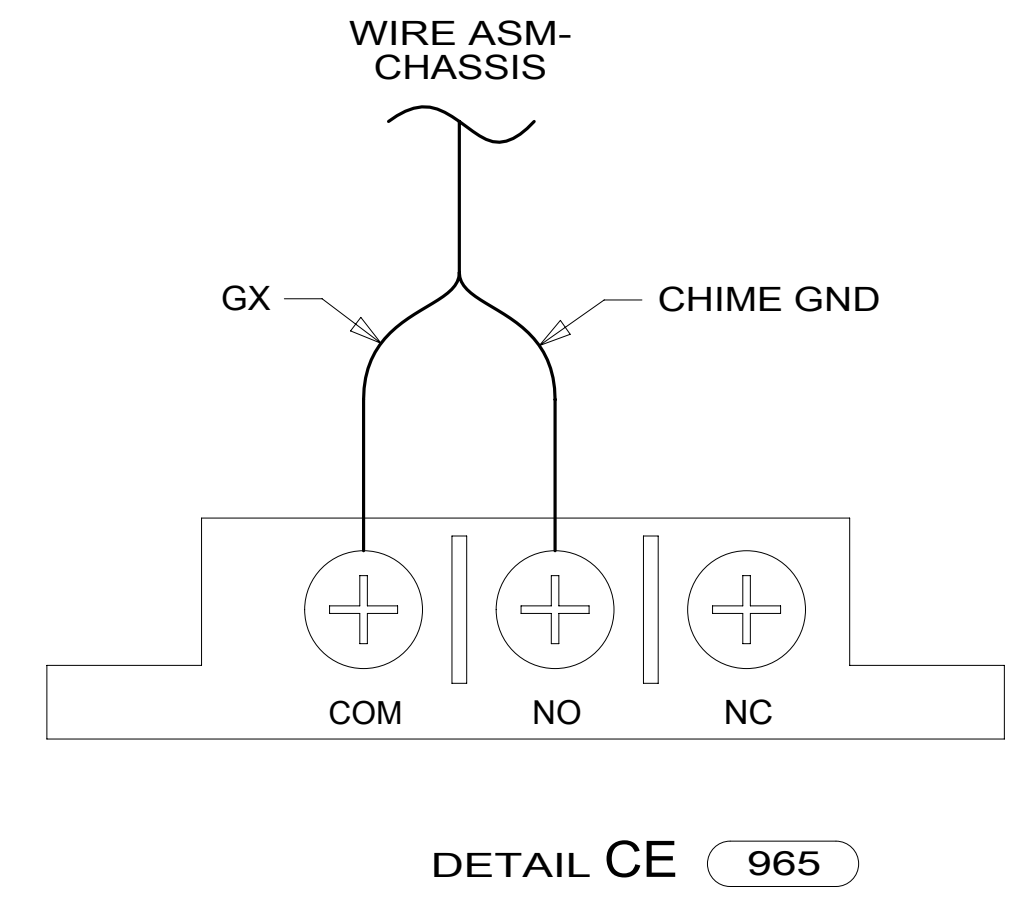 WIRE ASM-
CHASSIS
GX
CHIME GND
COM NO NC
DETAIL CE 965